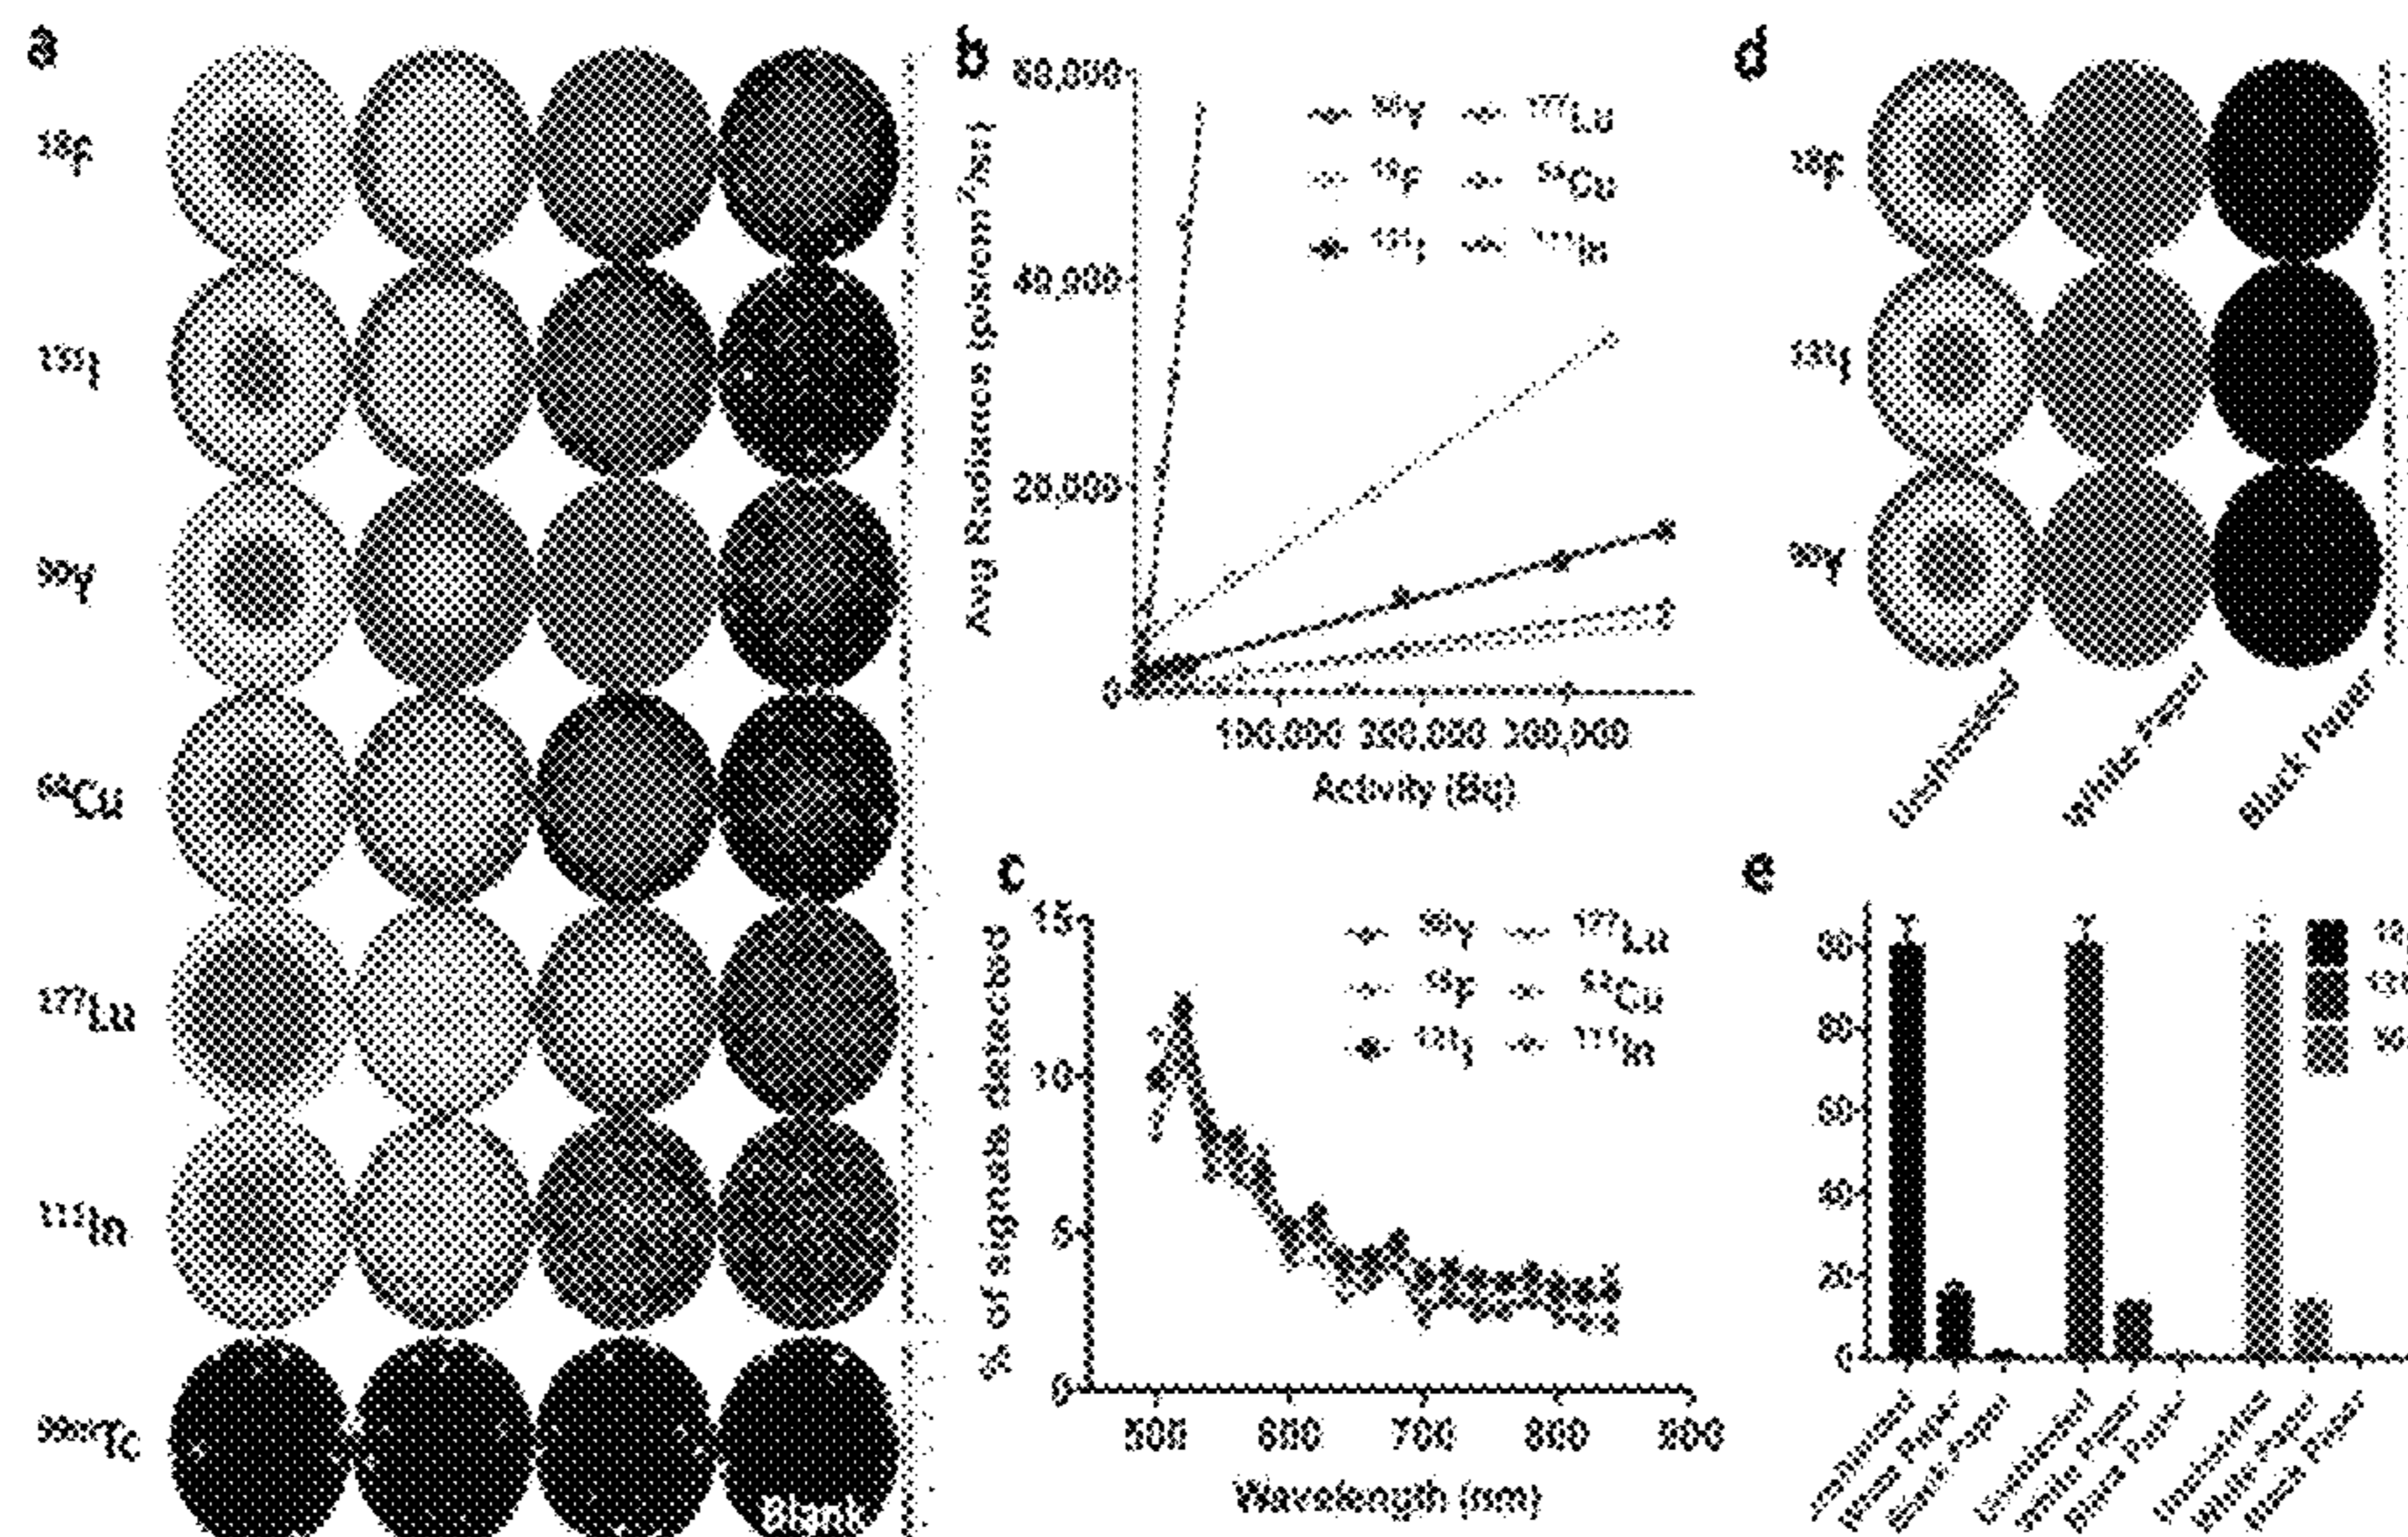 a
18F
131I
90Y
64Cu
177Lu
111In
99mTc
Blank
b
60,000
40,000
20,000
0
Avg Radiance (p/s/cm²/sr)
90Y 177Lu
18F 64Cu
131I 111In
100,000 200,000 300,000
Activity (Bq)
c
15
10
5
0
% of signals detected
90Y 177Lu
18F 64Cu
131I 111In
500 600 700 800 900
Wavelength (nm)
d
18F
131I
90Y
Unshielded
White Paper
Black Paper
e
80
60
40
20
0
Unshielded
White Paper
Black Paper
Unshielded
White Paper
Black Paper
Unshielded
White Paper
Black Paper